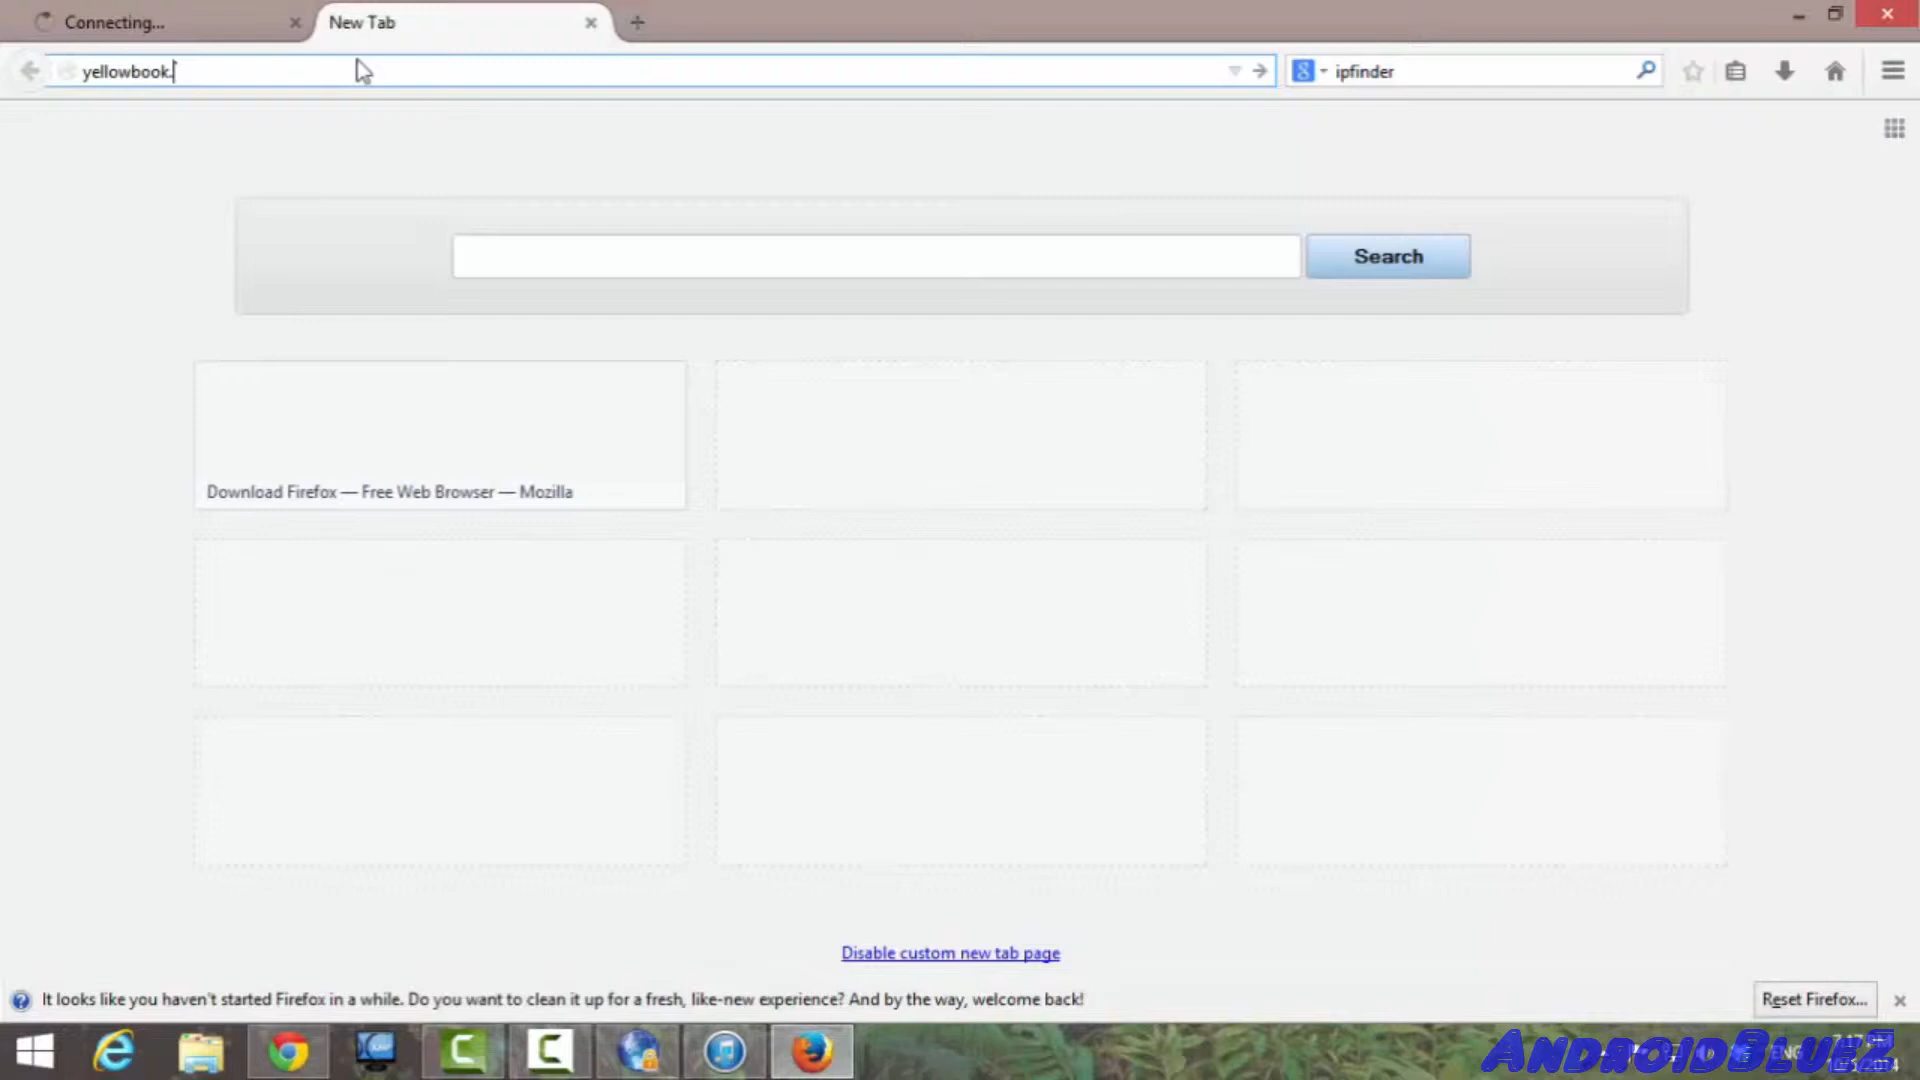 Connecting...
New Tab
yellowbook.
8
ipfinder
Search
Download Firefox — Free Web Browser — Mozilla
Disable custom new tab page
It looks like you haven't started Firefox in a while. Do you want to clean it up for a fresh, like-new experience? And by the way, welcome back!
Reset Firefox...
ENG
AndroidBlueZ